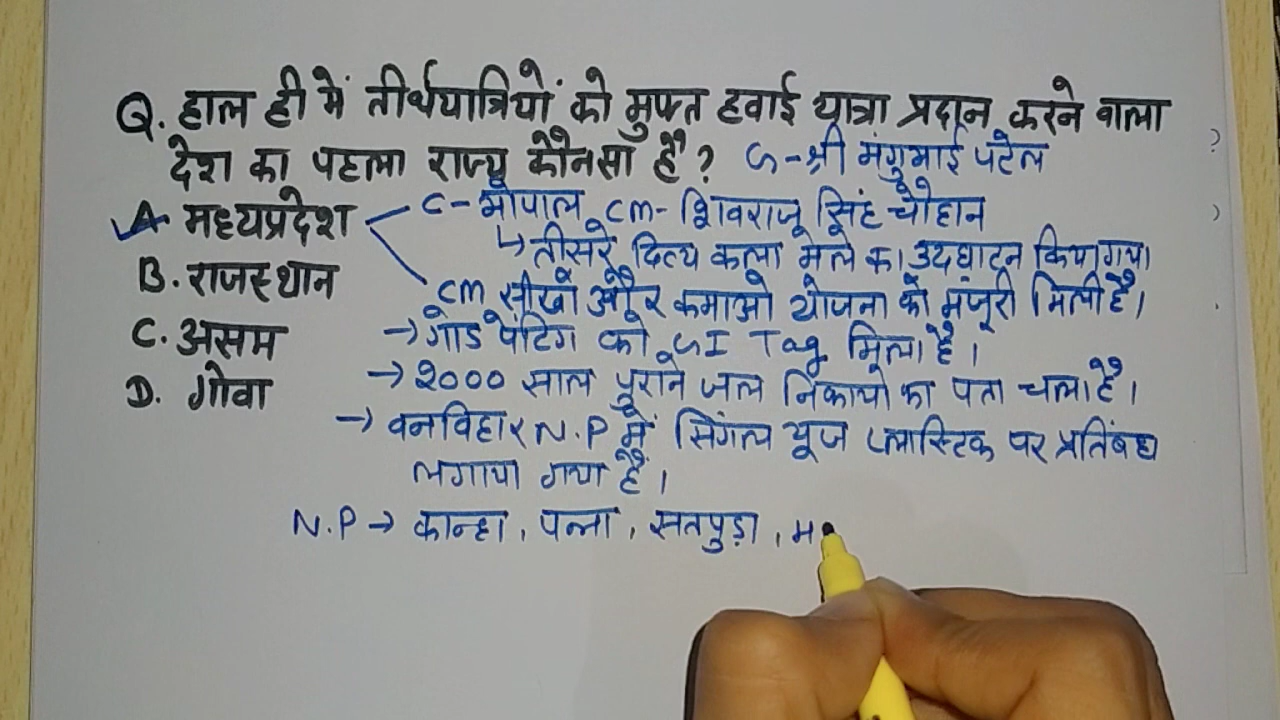 Q. हाल ही में तीर्थयात्रियों को मुफ्त हवाई यात्रा प्रदान करने वाला
देश का पहला राज्य कौनसा है ? G - श्री मंगुभाई पटेल
A. मध्यप्रदेश C - भोपाल, CM - शिवराज सिंह चौहान
↳ तीसरे दिव्य कला मेले का उदघाटन किया गया
B. राजस्थान CM सीखो और कमाओ योजना को मंजूरी मिली है।
C. असम → गोंड पेंटिग को GI Tag मिला है।
→ 2000 साल पुराने जल निकायो का पता चला है।
D. गोवा
→ वनविहार N.P में सिंगल यूज प्लास्टिक पर प्रतिबंध
लगाया गया है।
N.P → कान्हा, पन्ना, सतपुड़ा, म